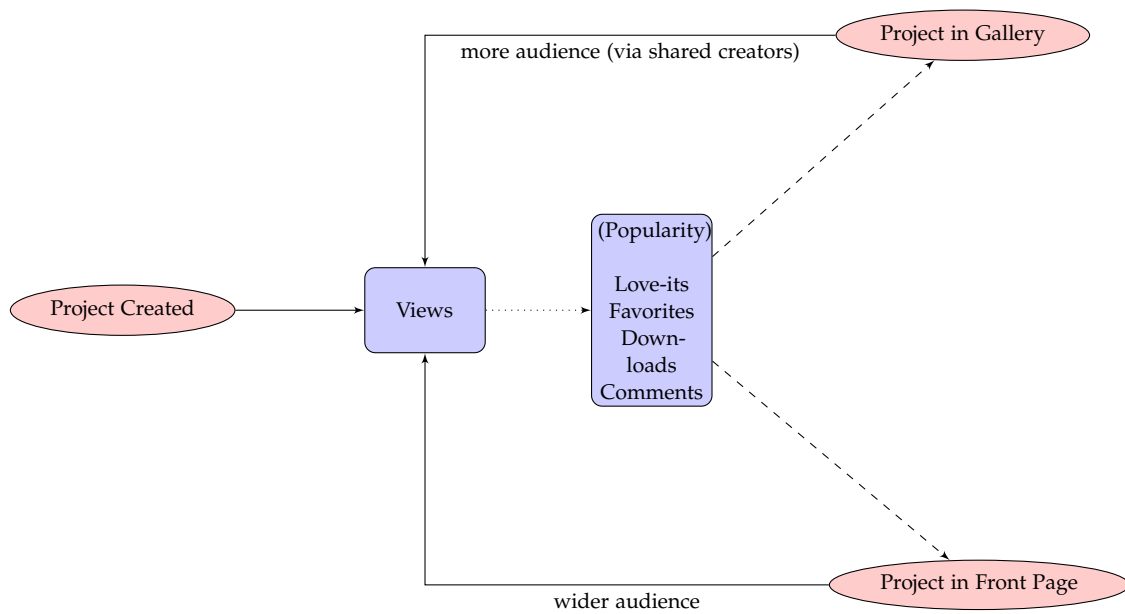 Project in Gallery
more audience (via shared creators)
(Popularity)
Love-its
Favorites
Down-
loads
Comments
Project Created
Views
Project in Front Page
wider audience